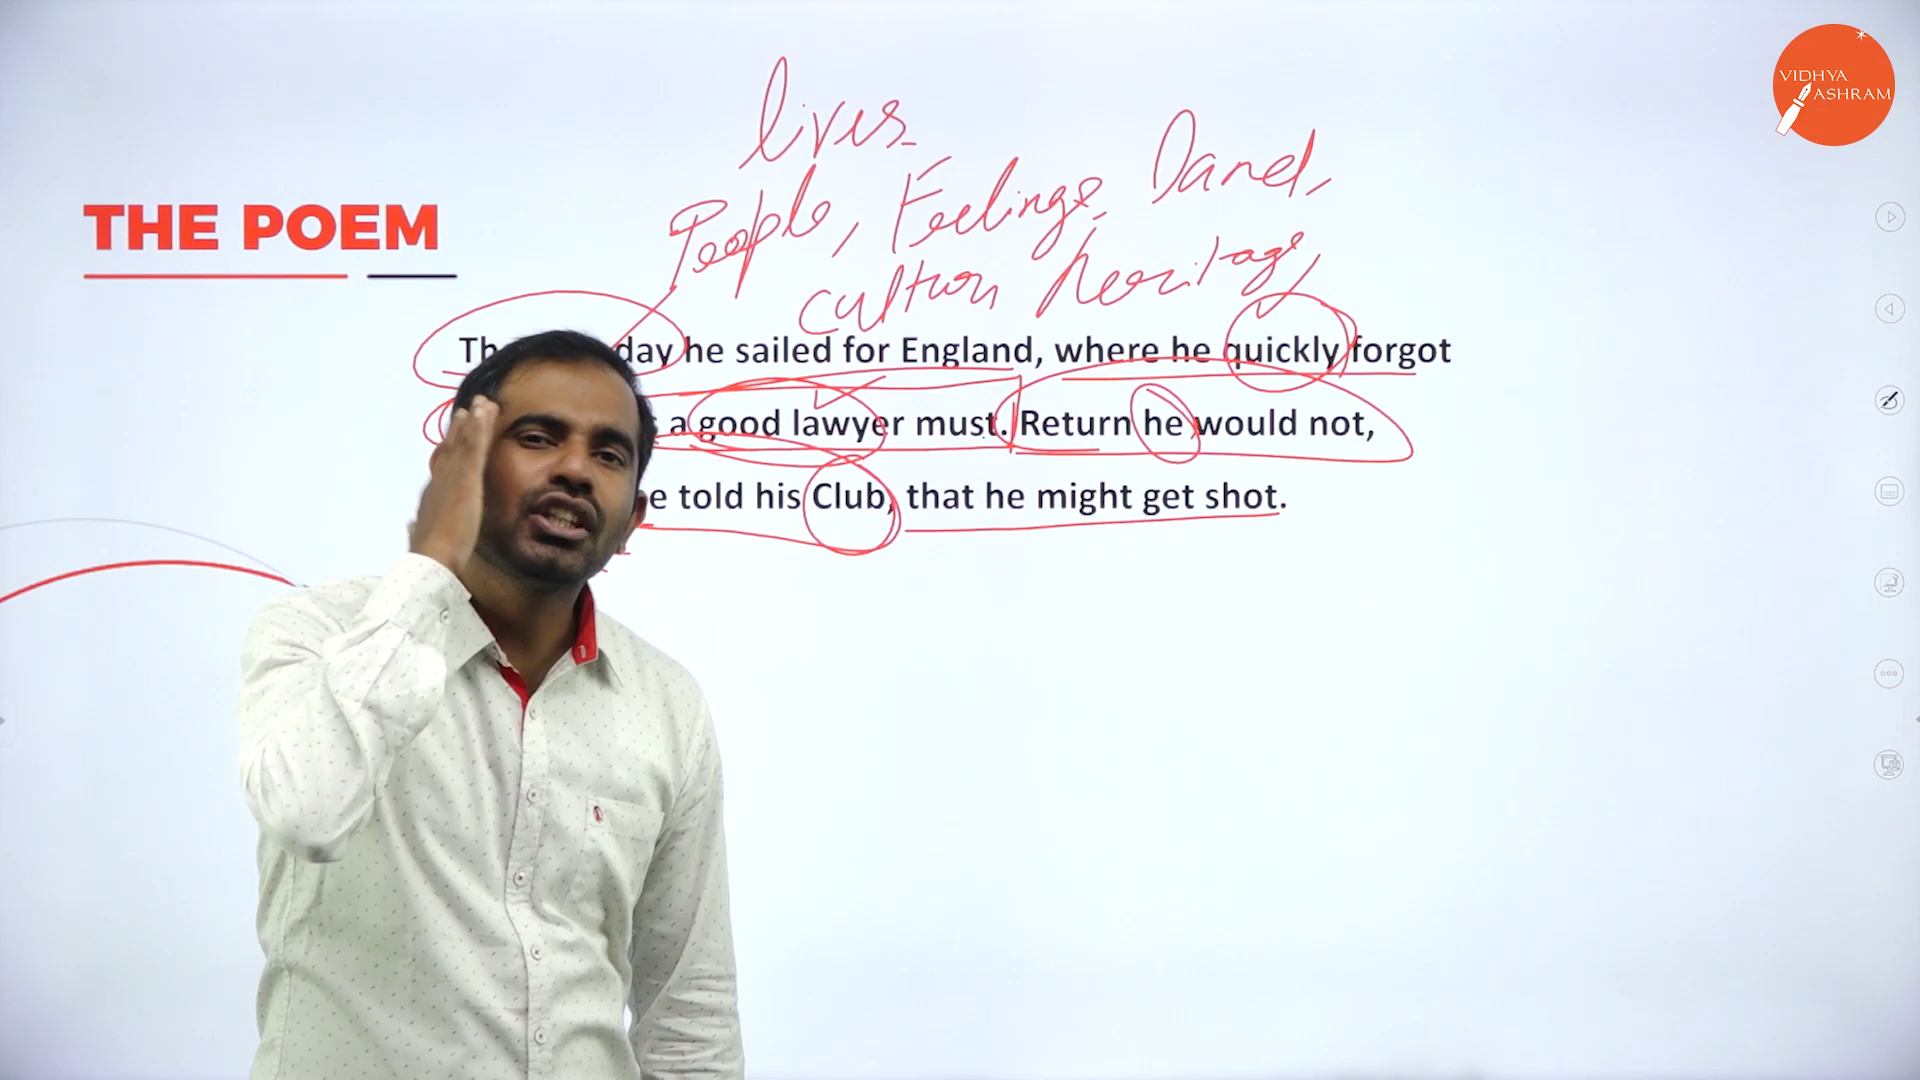 VIDHYA
ASHRAM
lives
People, Feelings, Land,
culture heritage,
THE POEM
day he sailed for England, where he quickly forgot
a good lawyer must. Return he would not,
told his Club, that he might get shot.